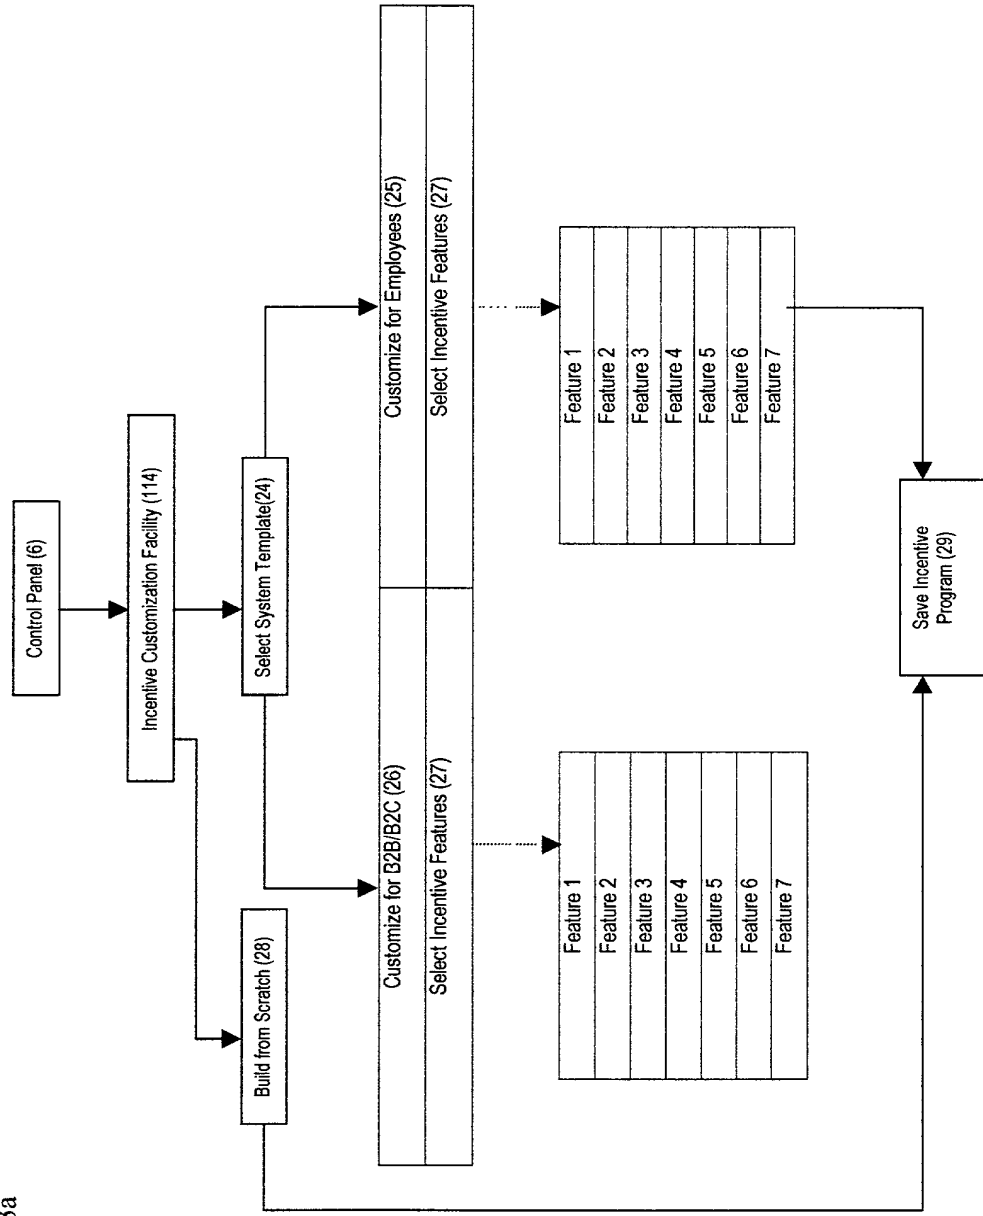 3a
Control Panel (6)
Incentive Customization Facility (114)
Build from Scratch (28)
Select System Template(24)
Customize for B2B/B2C (26)
Customize for Employees (25)
Select Incentive Features (27)
Select Incentive Features (27)
Feature 1
Feature 2
Feature 3
Feature 4
Feature 5
Feature 6
Feature 7
Feature 1
Feature 2
Feature 3
Feature 4
Feature 5
Feature 6
Feature 7
Save Incentive
Program (29)